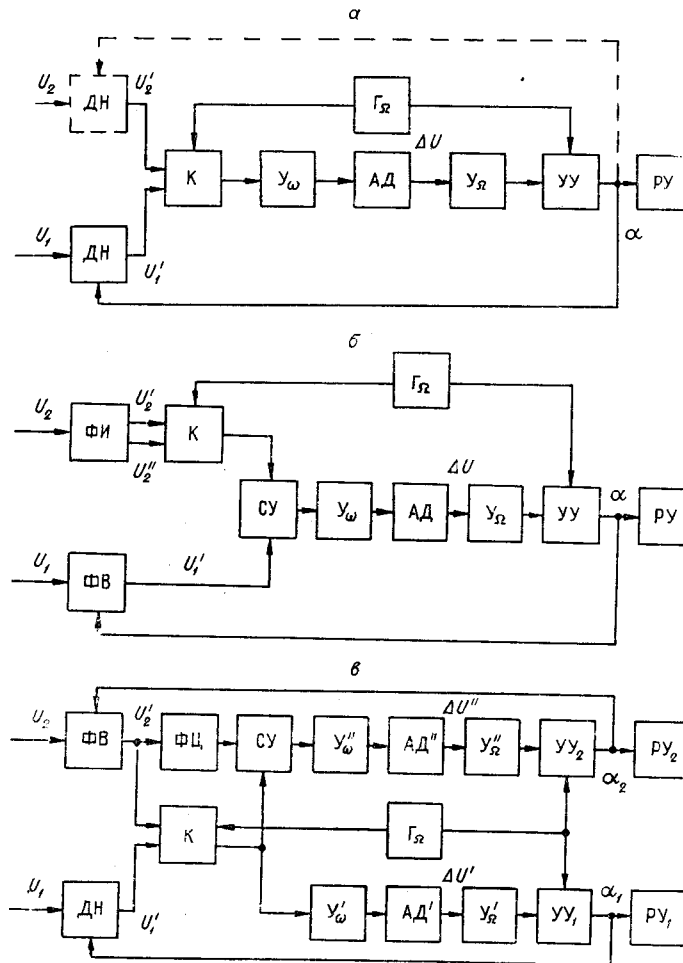 а
U₂ ДН U₂′ Г_Ω
ΔU
К У_ω АД У_Ω УУ РУ
α
U₁ ДН U₁′
б
Г_Ω
U₂ ФИ U₂′ К
U₂″
ΔU α
СУ У_ω АД У_Ω УУ РУ
U₁ ФВ U₁′
в
ΔU″
U₂ ФВ U₂′ ФЦ СУ У_ω″ АД″ У_Ω″ УУ₂ РУ₂
α₂
К Г_Ω
ΔU′ α₁
U₁ ДН U₁′ У_ω′ АД′ У_Ω′ УУ₁ РУ₁